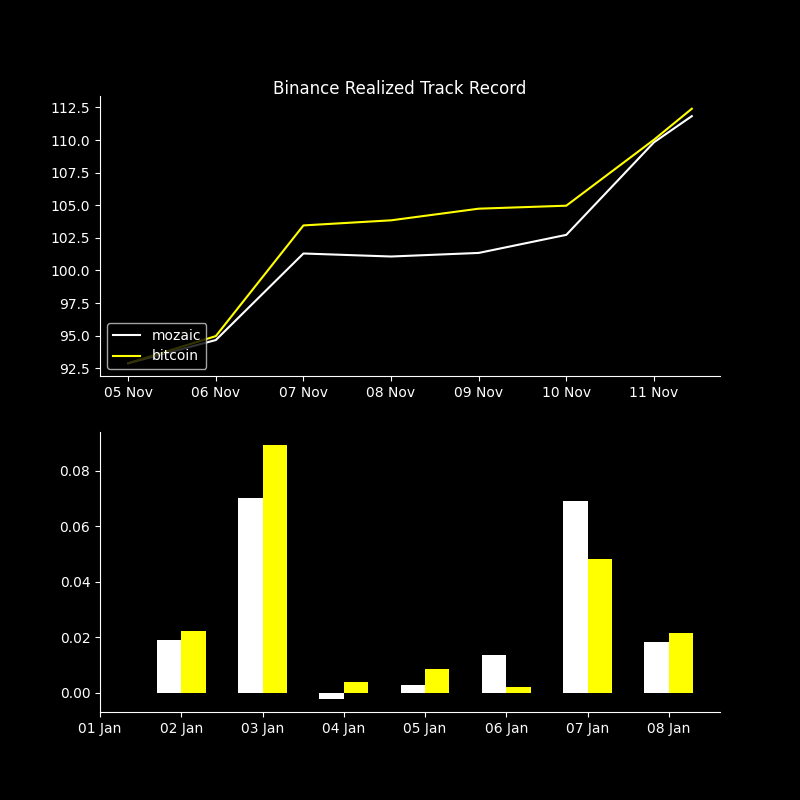 Binance Realized Track Record
112.5
110.0
107.5
105.0
102.5
100.0
97.5
95.0
92.5
mozaic
bitcoin
05 Nov 06 Nov 07 Nov 08 Nov 09 Nov 10 Nov 11 Nov
0.08
0.06
0.04
0.02
0.00
01 Jan 02 Jan 03 Jan 04 Jan 05 Jan 06 Jan 07 Jan 08 Jan